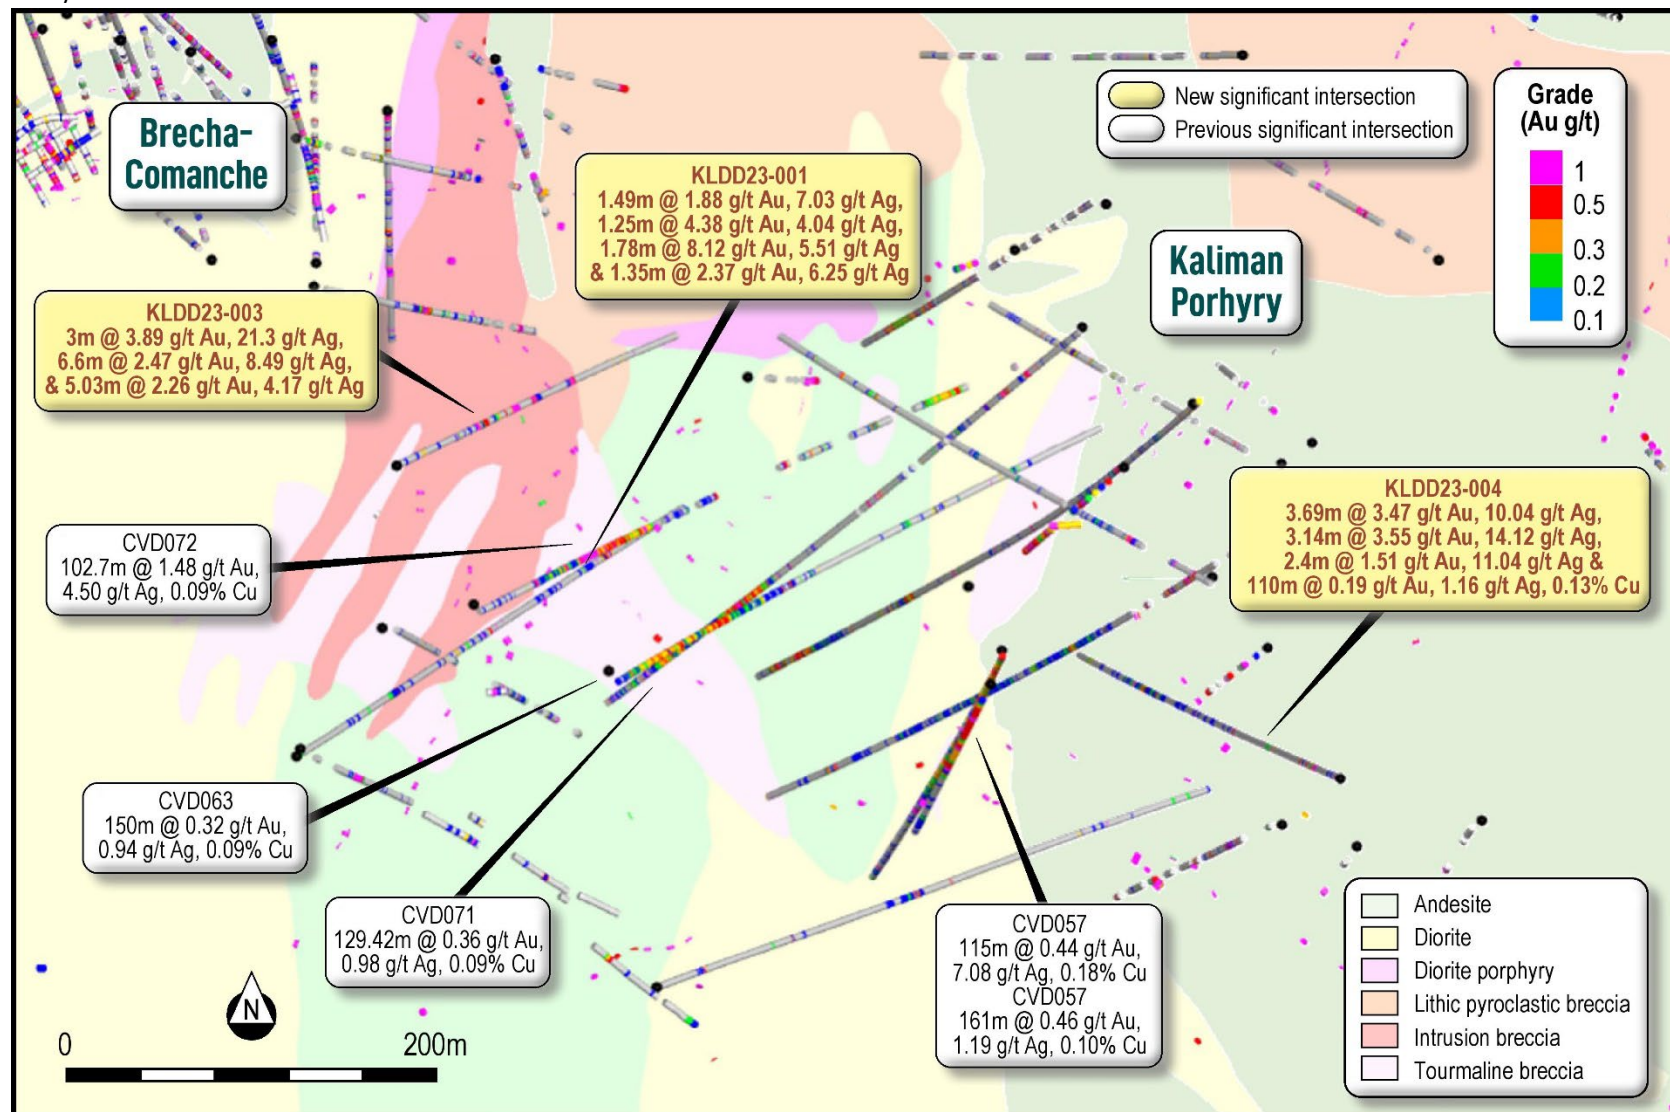 Brecha-
Comanche
KLDD23-001
1.49m @ 1.88 g/t Au, 7.03 g/t Ag,
1.25m @ 4.38 g/t Au, 4.04 g/t Ag,
1.78m @ 8.12 g/t Au, 5.51 g/t Ag
& 1.35m @ 2.37 g/t Au, 6.25 g/t Ag
New significant intersection
Previous significant intersection
Grade
(Au g/t)
1
0.5
0.3
0.2
0.1
Kaliman
Porhyry
KLDD23-003
3m @ 3.89 g/t Au, 21.3 g/t Ag,
6.6m @ 2.47 g/t Au, 8.49 g/t Ag,
& 5.03m @ 2.26 g/t Au, 4.17 g/t Ag
KLDD23-004
3.69m @ 3.47 g/t Au, 10.04 g/t Ag,
3.14m @ 3.55 g/t Au, 14.12 g/t Ag,
2.4m @ 1.51 g/t Au, 11.04 g/t Ag &
110m @ 0.19 g/t Au, 1.16 g/t Ag, 0.13% Cu
CVD072
102.7m @ 1.48 g/t Au,
4.50 g/t Ag, 0.09% Cu
CVD063
150m @ 0.32 g/t Au,
0.94 g/t Ag, 0.09% Cu
CVD071
129.42m @ 0.36 g/t Au,
0.98 g/t Ag, 0.09% Cu
CVD057
115m @ 0.44 g/t Au,
7.08 g/t Ag, 0.18% Cu
CVD057
161m @ 0.46 g/t Au,
1.19 g/t Ag, 0.10% Cu
Andesite
Diorite
Diorite porphyry
Lithic pyroclastic breccia
Intrusion breccia
Tourmaline breccia
N
0 200m